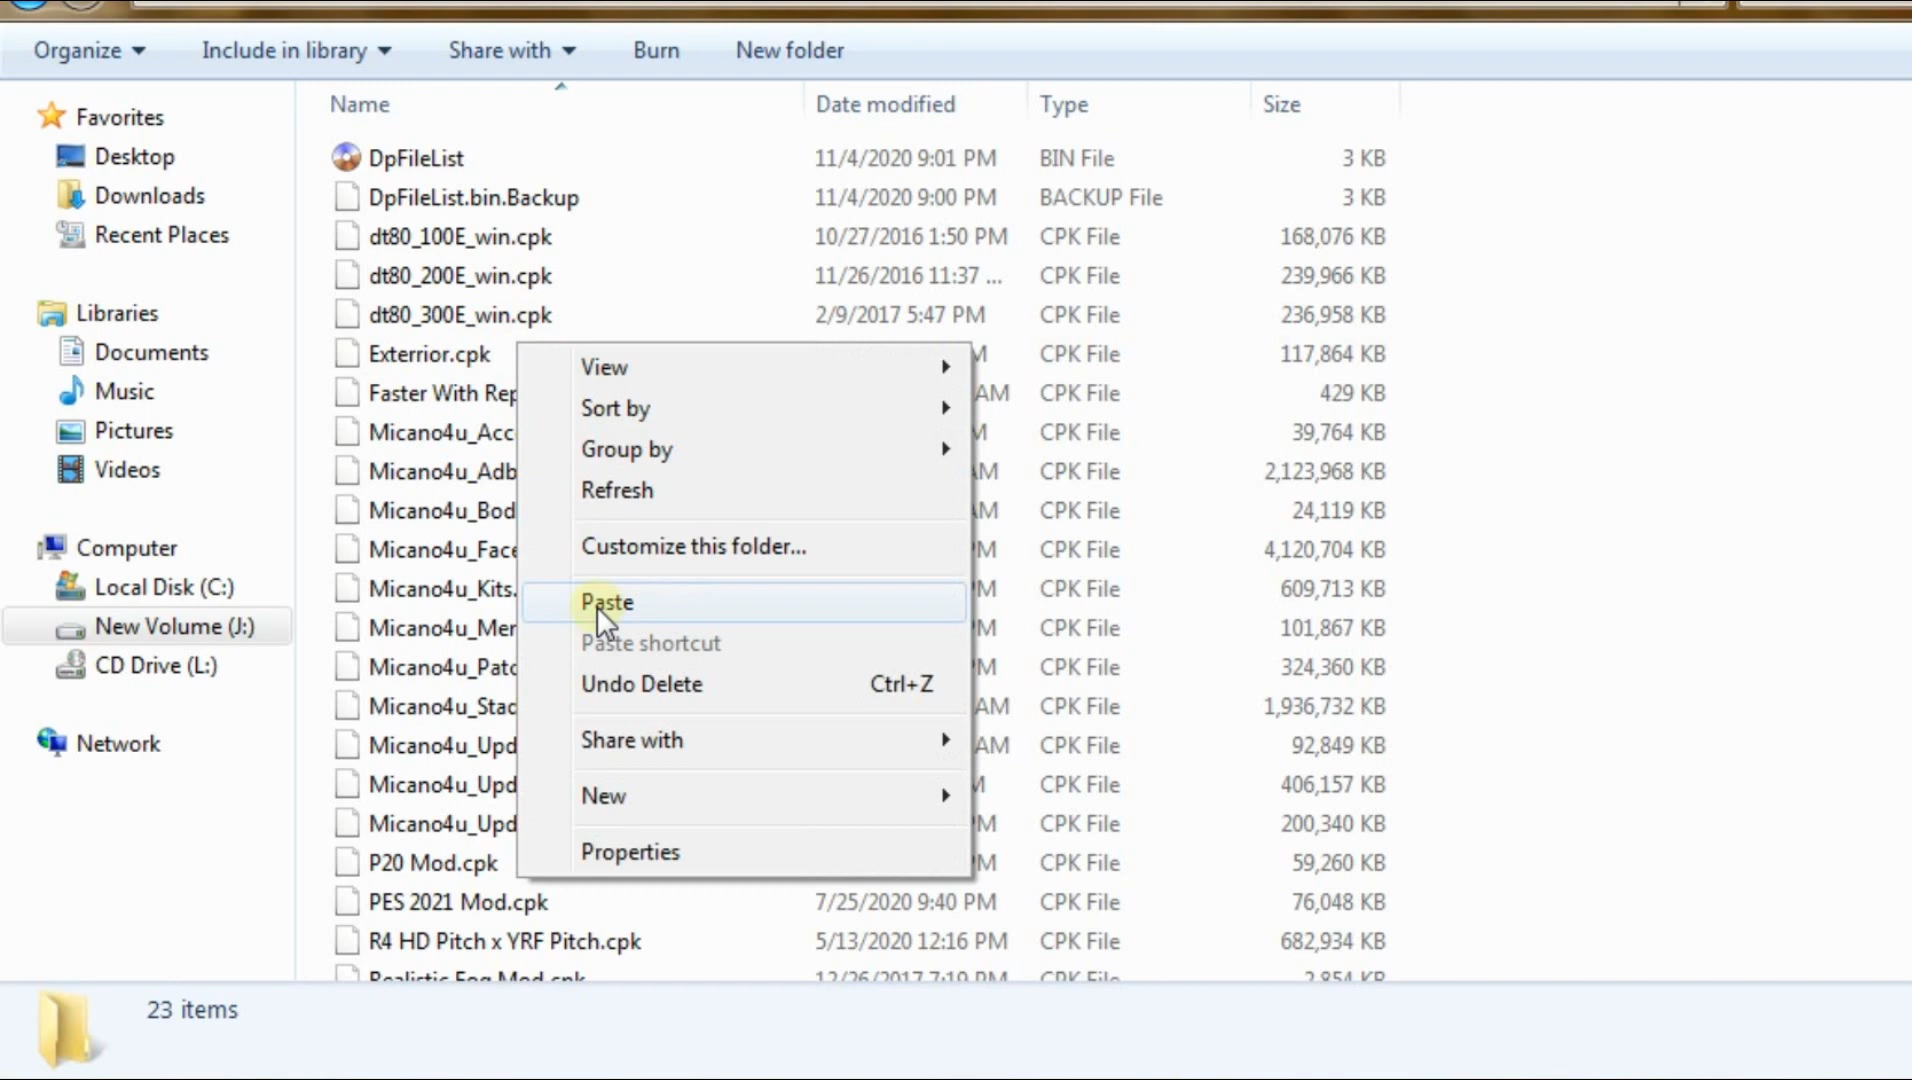 Organize Include in library Share with Burn New folder
Name Date modified Type Size
Favorites
Desktop
Downloads
Recent Places
Libraries
Documents
Music
Pictures
Videos
Computer
Local Disk (C:)
New Volume (J:)
CD Drive (L:)
Network
DpFileList 11/4/2020 9:01 PM BIN File 3 KB
DpFileList.bin.Backup 11/4/2020 9:00 PM BACKUP File 3 KB
dt80_100E_win.cpk 10/27/2016 1:50 PM CPK File 168,076 KB
dt80_200E_win.cpk 11/26/2016 11:37 ... CPK File 239,966 KB
dt80_300E_win.cpk 2/9/2017 5:47 PM CPK File 236,958 KB
Exterrior.cpk CPK File 117,864 KB
Faster With Rep AM CPK File 429 KB
Micano4u_Acc CPK File 39,764 KB
Micano4u_Adb AM CPK File 2,123,968 KB
Micano4u_Bod AM CPK File 24,119 KB
Micano4u_Face PM CPK File 4,120,704 KB
Micano4u_Kits. PM CPK File 609,713 KB
Micano4u_Mer PM CPK File 101,867 KB
Micano4u_Patc PM CPK File 324,360 KB
Micano4u_Stad AM CPK File 1,936,732 KB
Micano4u_Upd AM CPK File 92,849 KB
Micano4u_Upd CPK File 406,157 KB
Micano4u_Upd PM CPK File 200,340 KB
P20 Mod.cpk PM CPK File 59,260 KB
PES 2021 Mod.cpk 7/25/2020 9:40 PM CPK File 76,048 KB
R4 HD Pitch x YRF Pitch.cpk 5/13/2020 12:16 PM CPK File 682,934 KB
Realistic Fog Mod.cpk 12/26/2017 7:19 PM CPK File 2,854 KB
View
Sort by
Group by
Refresh
Customize this folder...
Paste
Paste shortcut
Undo Delete Ctrl+Z
Share with
New
Properties
23 items